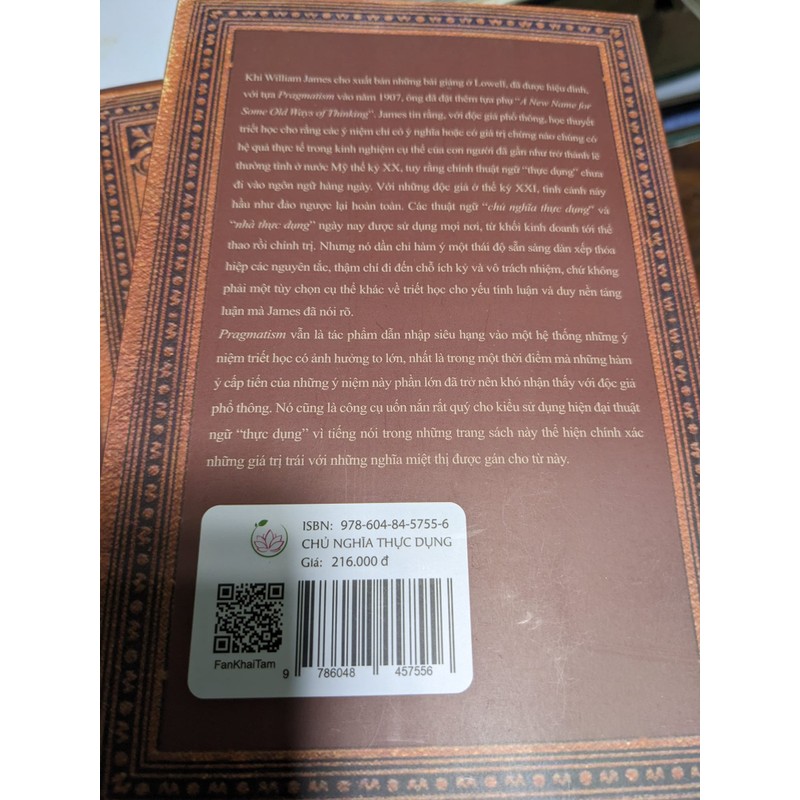 Khi William James cho xuất bản những bài giảng ở Lowell, đã được hiệu đính,
với tựa Pragmatism vào năm 1907, ông đã đặt thêm tựa phụ “A New Name for
Some Old Ways of Thinking”. James tin rằng, với độc giả phổ thông, học thuyết
triết học cho rằng các ý niệm chỉ có ý nghĩa hoặc có giá trị chừng nào chúng có
hệ quả thực tế trong kinh nghiệm cụ thể của con người đã gần như trở thành lẽ
thường tình ở nước Mỹ thế kỷ XX, tuy rằng chính thuật ngữ “thực dụng” chưa
đi vào ngôn ngữ hàng ngày. Với những độc giả ở thế kỷ XXI, tình cảnh này
hầu như đảo ngược lại hoàn toàn. Các thuật ngữ “chủ nghĩa thực dụng” và
“nhà thực dụng” ngày nay được sử dụng mọi nơi, từ khối kinh doanh tới thể
thao rồi chính trị. Nhưng nó dần chỉ hàm ý một thái độ sẵn sàng dàn xếp thỏa
hiệp các nguyên tắc, thậm chí đi đến chỗ ích kỷ và vô trách nhiệm, chứ không
phải một tùy chọn cụ thể khác về triết học cho yếu tính luận và duy nền tảng
luận mà James đã nói rõ.
Pragmatism vẫn là tác phẩm dẫn nhập siêu hạng vào một hệ thống những ý
niệm triết học có ảnh hưởng to lớn, nhất là trong một thời điểm mà những hàm
ý cấp tiến của những ý niệm này phần lớn đã trở nên khó nhận thấy với độc giả
phổ thông. Nó cũng là công cụ uốn nắn rất quý cho kiểu sử dụng hiện đại thuật
ngữ “thực dụng” vì tiếng nói trong những trang sách này thể hiện chính xác
những giá trị trái với những nghĩa miệt thị được gán cho từ này.
ISBN: 978-604-84-5755-6
CHỦ NGHĨA THỰC DỤNG
Giá: 216.000 đ
FanKhaiTam
9 786048 457556